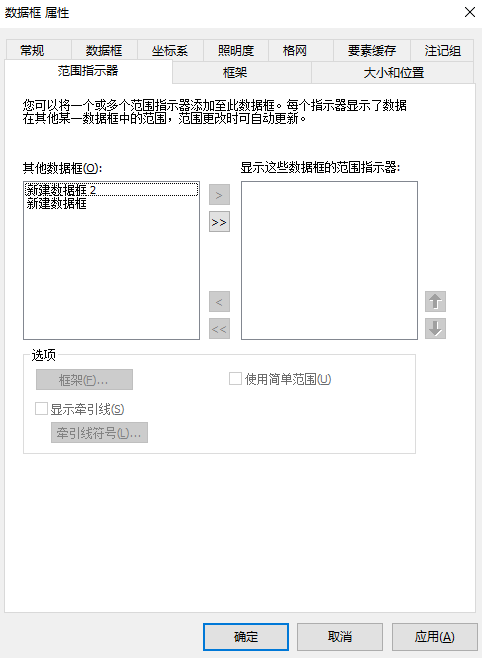 数据框 属性
常规
数据框
坐标系
照明度
格网
要素缓存
注记组
范围指示器
框架
大小和位置
您可以将一个或多个范围指示器添加至此数据框。每个指示器显示了数据
在其他某一数据框中的范围，范围更改时可自动更新。
其他数据框(O):
显示这些数据框的范围指示器:
新建数据框 2
新建数据框
>
>>
<
<<
选项
框架(F)...
使用简单范围(U)
显示牵引线(S)
牵引线符号(L)...
确定
取消
应用(A)